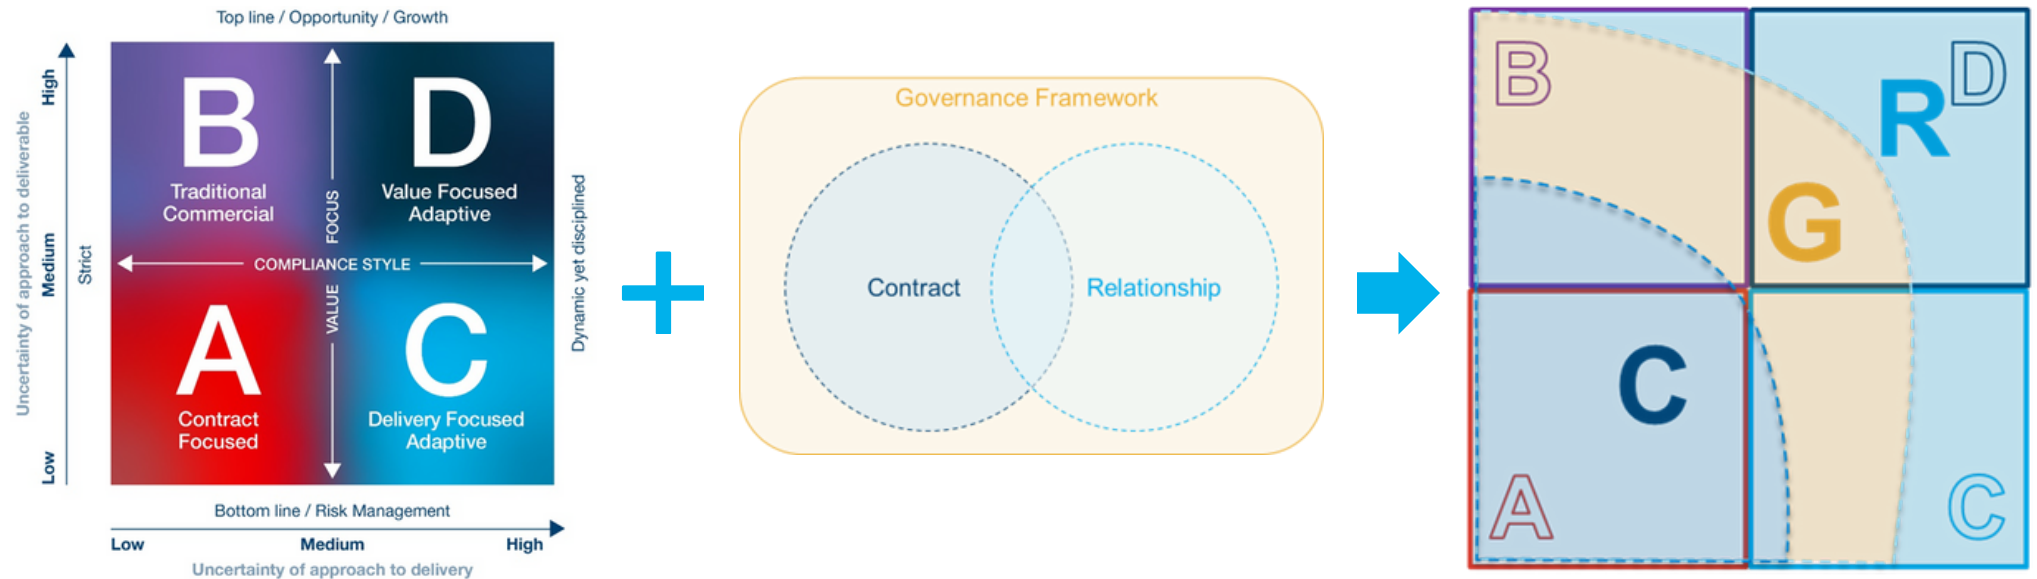 Top line / Opportunity / Growth
Uncertainty of approach to deliverable
High
Medium
Low
Strict
B
Traditional
Commercial
D
Value Focused
Adaptive
VALUE FOCUS
COMPLIANCE STYLE
A
Contract
Focused
C
Delivery Focused
Adaptive
Dynamic yet disciplined
Bottom line / Risk Management
Low
Medium
High
Uncertainty of approach to delivery
+
Governance Framework
Contract
Relationship
B
D
R
G
C
A
C